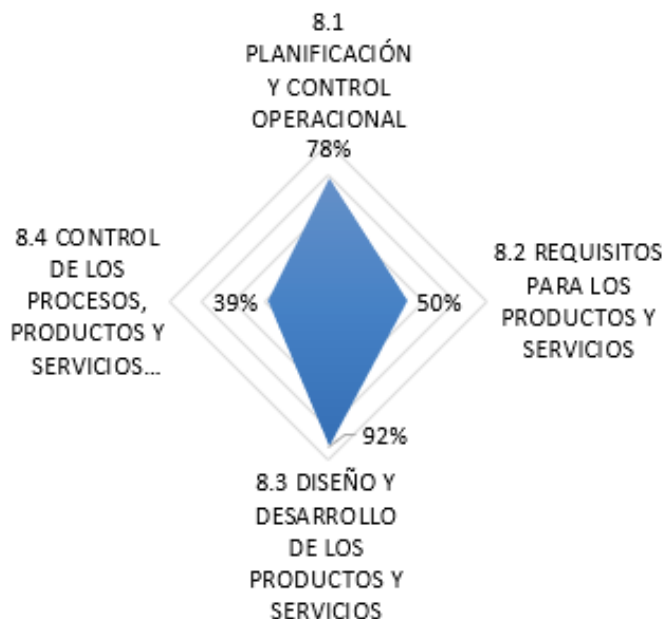 8.1
PLANIFICACIÓN
Y CONTROL
OPERACIONAL
78%
8.4 CONTROL
DE LOS
PROCESOS,
PRODUCTOS Y
SERVICIOS...
39%
50%
8.2 REQUISITOS
PARA LOS
PRODUCTOS Y
SERVICIOS
92%
8.3 DISEÑO Y
DESARROLLO
DE LOS
PRODUCTOS Y
SERVICIOS